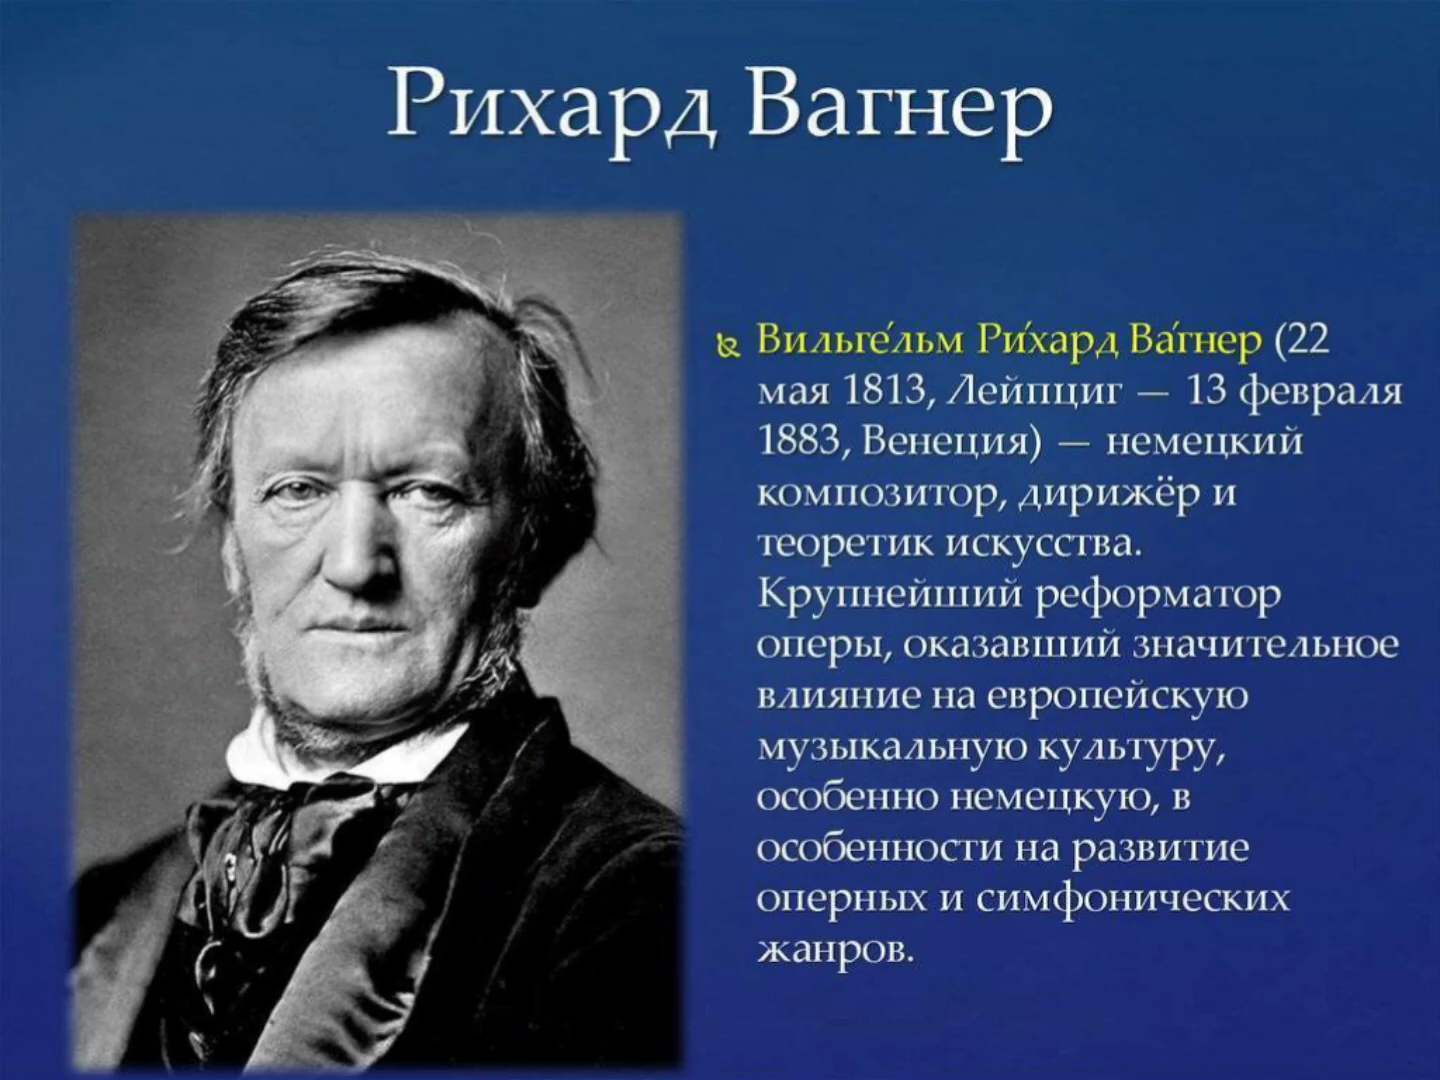 Рихард Вагнер
Вильге́льм Ри́хард Ва́гнер (22
мая 1813, Лейпциг — 13 февраля
1883, Венеция) — немецкий
композитор, дирижёр и
теоретик искусства.
Крупнейший реформатор
оперы, оказавший значительное
влияние на европейскую
музыкальную культуру,
особенно немецкую, в
особенности на развитие
оперных и симфонических
жанров.